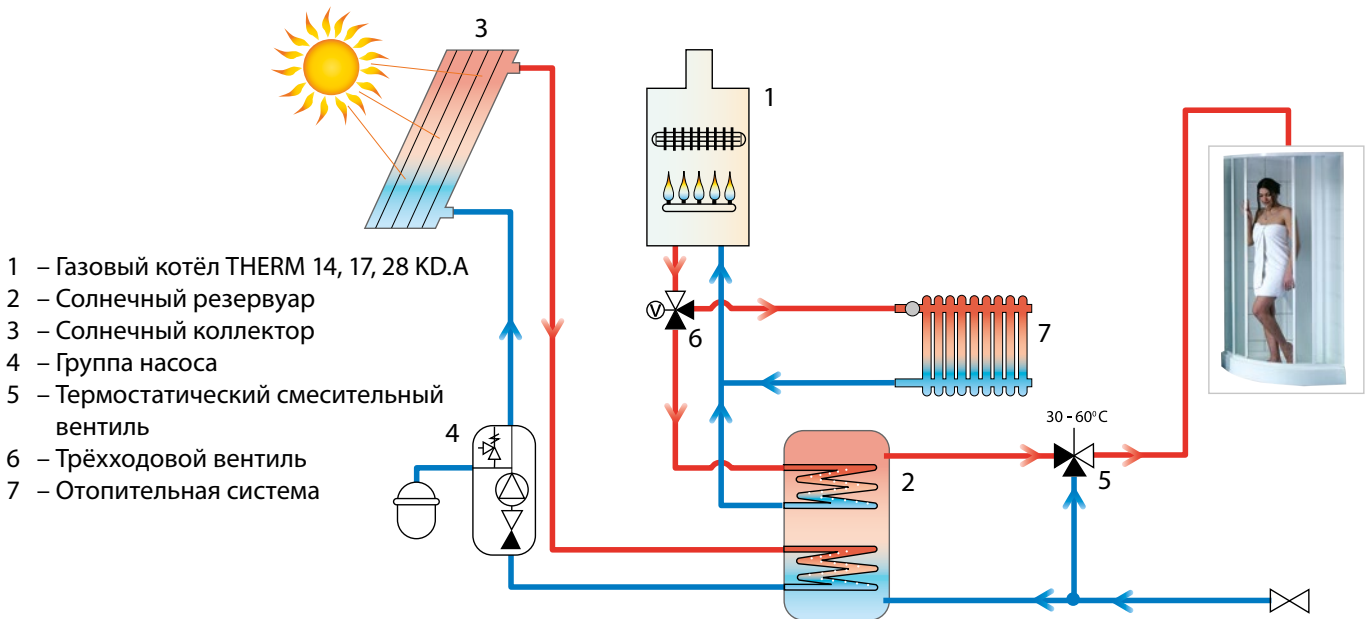 3
1
1 – Газовый котёл THERM 14, 17, 28 KD.A
2 – Солнечный резервуар
3 – Солнечный коллектор
4 – Группа насоса
5 – Термостатический смесительный
вентиль
6 – Трёхходовой вентиль
7 – Отопительная система
V
6
7
4
30 - 60⁰C
2
5